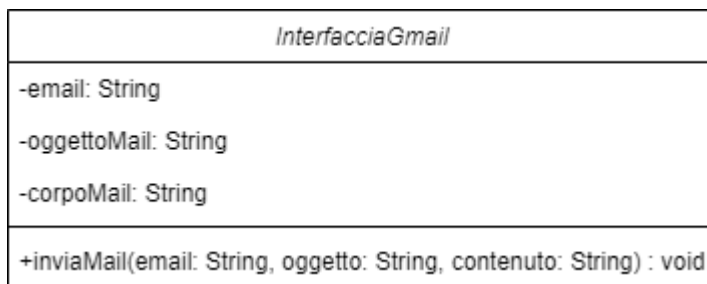 InterfacciaGmail
-email: String
-oggettoMail: String
-corpoMail: String
+inviaMail(email: String, oggetto: String, contenuto: String) : void